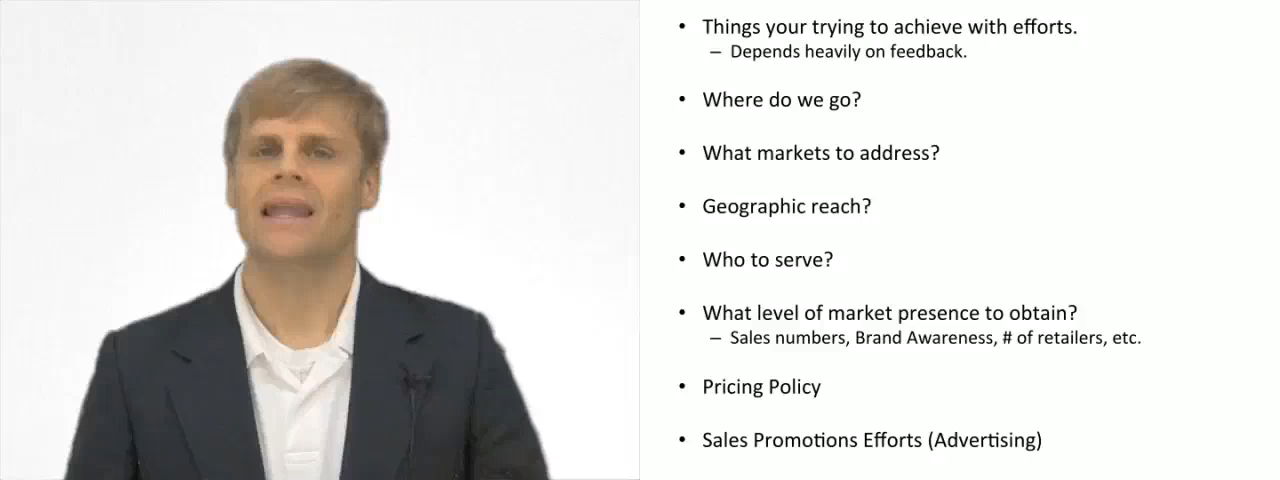 • Things your trying to achieve with efforts.
– Depends heavily on feedback.
• Where do we go?
• What markets to address?
• Geographic reach?
• Who to serve?
• What level of market presence to obtain?
– Sales numbers, Brand Awareness, # of retailers, etc.
• Pricing Policy
• Sales Promotions Efforts (Advertising)